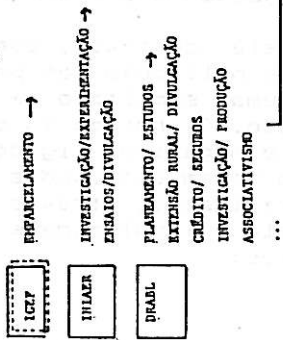 IGEF
EMPARCELAMENTO →
INIAER
INVESTIGAÇÃO/EXPERIMENTAÇÃO →
ENSAIOS/DIVULGAÇÃO
DRABL
PLANEAMENTO/ ESTUDOS →
EXTENSÃO RURAL/ DIVULGAÇÃO
CRÉDITO/ SEGUROS
INVESTIGAÇÃO/ PRODUÇÃO
ASSOCIATIVISMO
...